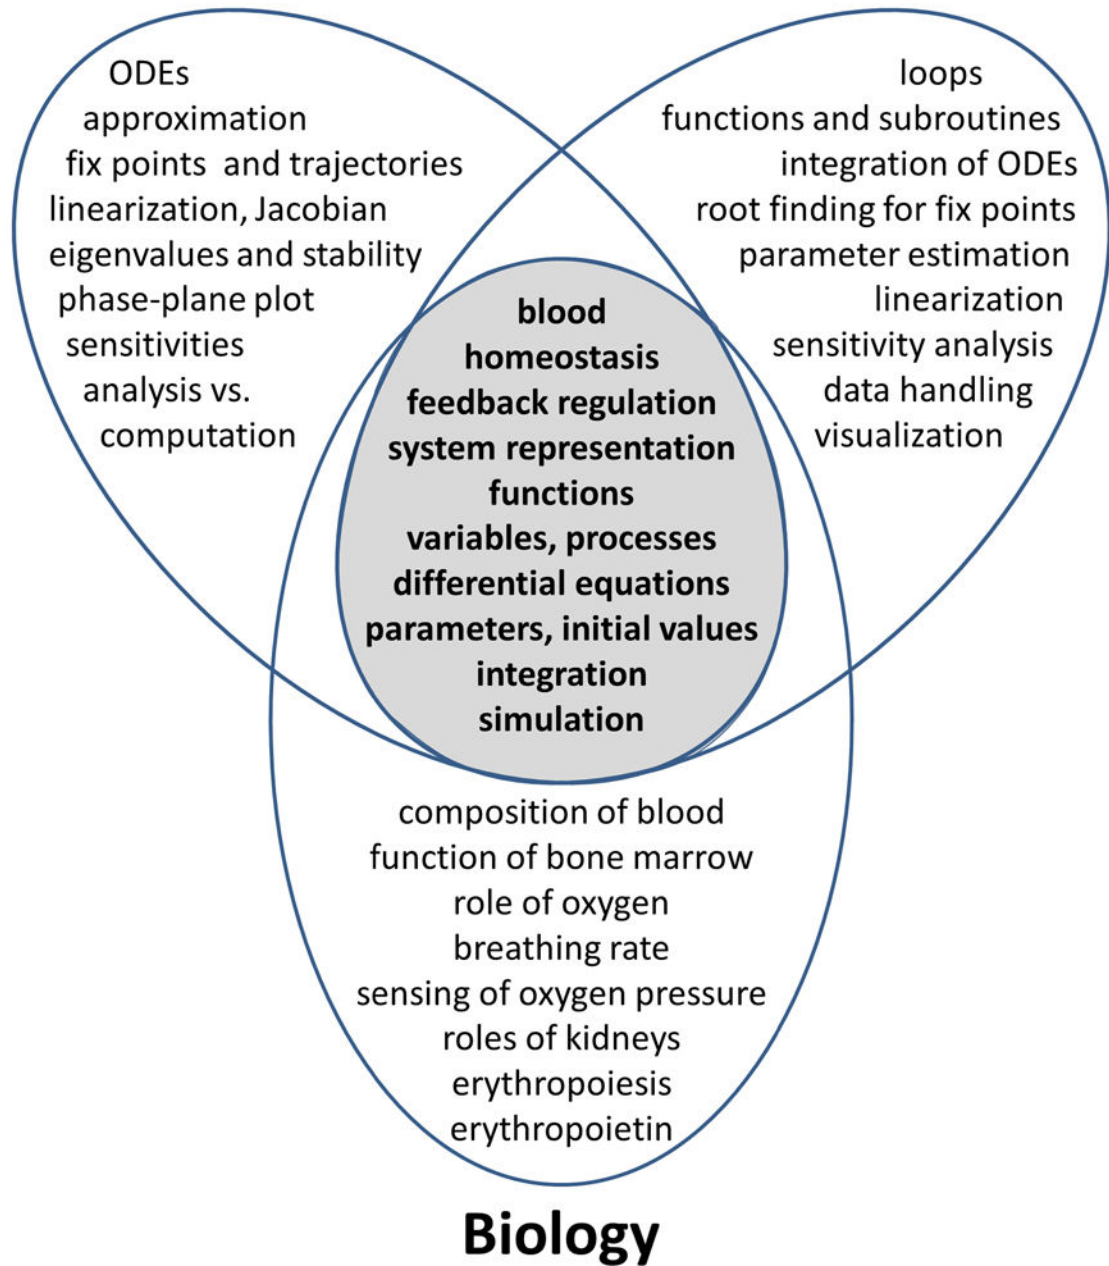 ODEs
approximation
fix points and trajectories
linearization, Jacobian
eigenvalues and stability
phase-plane plot
sensitivities
analysis vs.
computation
loops
functions and subroutines
integration of ODEs
root finding for fix points
parameter estimation
linearization
sensitivity analysis
data handling
visualization
blood
homeostasis
feedback regulation
system representation
functions
variables, processes
differential equations
parameters, initial values
integration
simulation
composition of blood
function of bone marrow
role of oxygen
breathing rate
sensing of oxygen pressure
roles of kidneys
erythropoiesis
erythropoietin
Biology